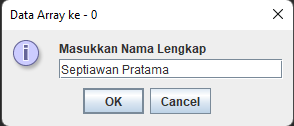 Data Array ke - 0
Masukkan Nama Lengkap
Septiawan Pratama
OK
Cancel